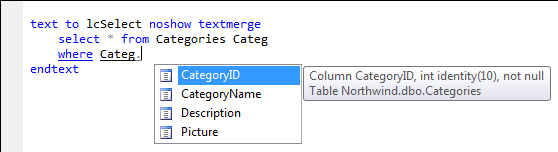 text to lcSelect noshow textmerge
select * from Categories Categ
where Categ.
endtext
CategoryID
CategoryName
Description
Picture
Column CategoryID, int identity(10), not null
Table Northwind.dbo.Categories